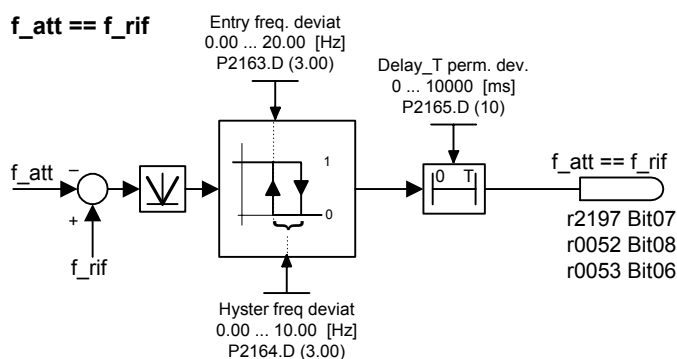 f_att == f_rif
Entry freq. deviat
0.00 ... 20.00 [Hz]
P2163.D (3.00)
Delay_T perm. dev.
0 ... 10000 [ms]
P2165.D (10)
f_att
−
+
f_rif
1
0
0 T
f_att == f_rif
r2197 Bit07
r0052 Bit08
r0053 Bit06
Hyster freq deviat
0.00 ... 10.00 [Hz]
P2164.D (3.00)